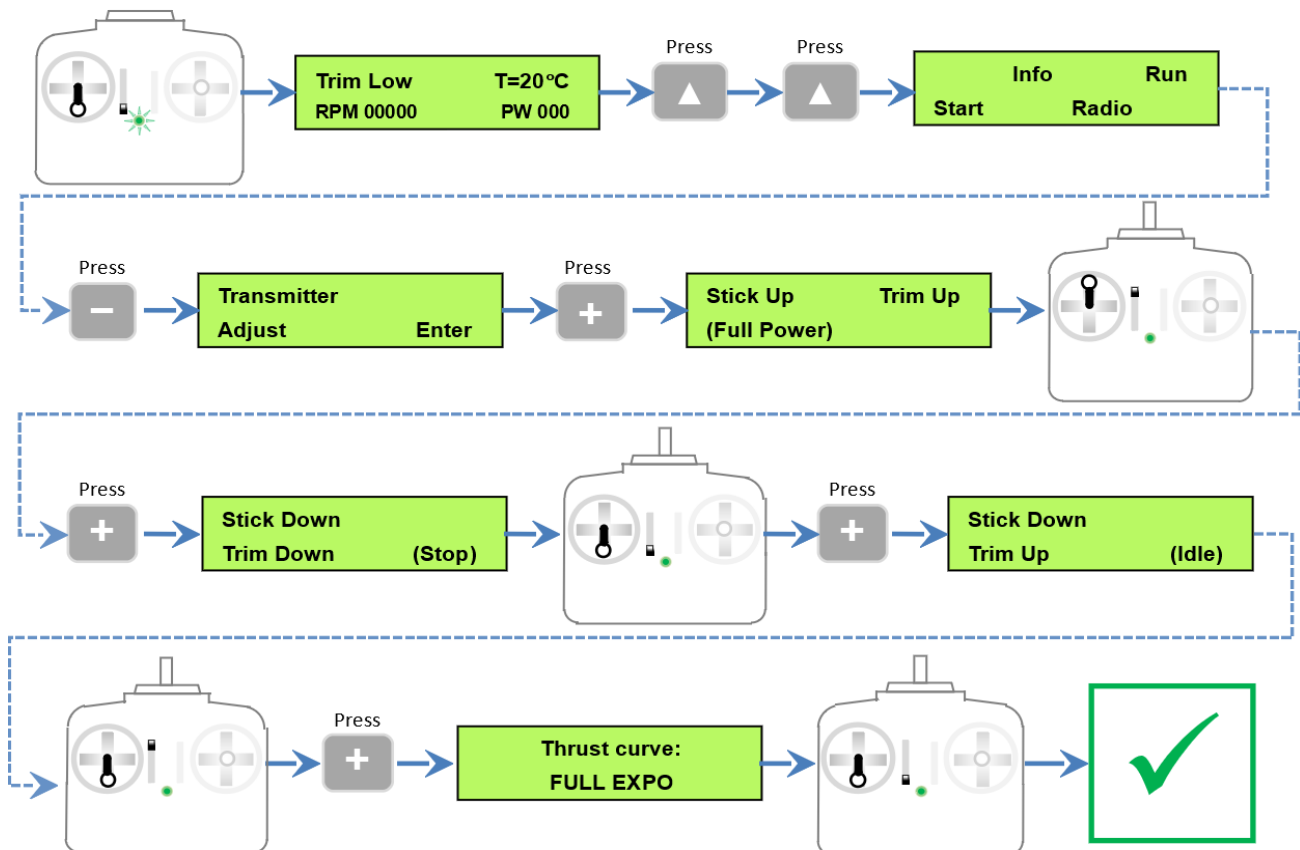 Press Press
Trim Low T=20°C
RPM 00000 PW 000
▲ ▲
Info Run
Start Radio
Press
−
Transmitter
Adjust Enter
Press
+
Stick Up Trim Up
(Full Power)
Press
+
Stick Down
Trim Down (Stop)
Press
+
Stick Down
Trim Up (Idle)
Press
+
Thrust curve:
FULL EXPO